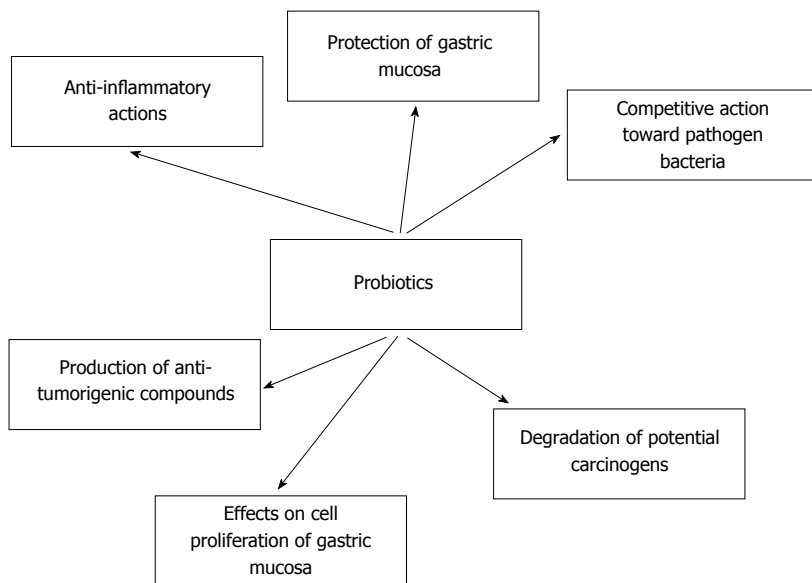 Protection of gastric
mucosa
Anti-inflammatory
actions
Competitive action
toward pathogen
bacteria
Probiotics
Production of anti-
tumorigenic compounds
Degradation of potential
carcinogens
Effects on cell
proliferation of gastric
mucosa